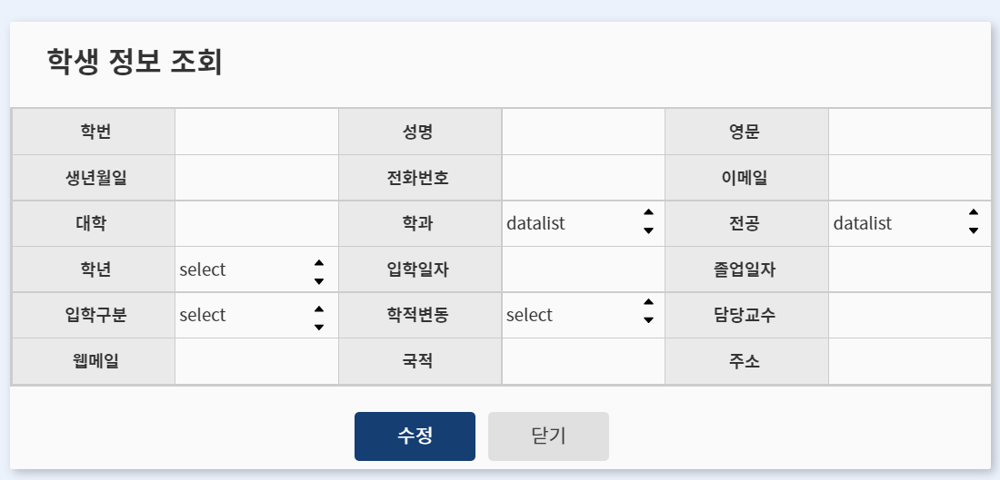 학생 정보 조회
학번 성명 영문
생년월일 전화번호 이메일
대학 학과 datalist 전공 datalist
학년 select 입학일자 졸업일자
입학구분 select 학적변동 select 담당교수
웹메일 국적 주소
수정 닫기